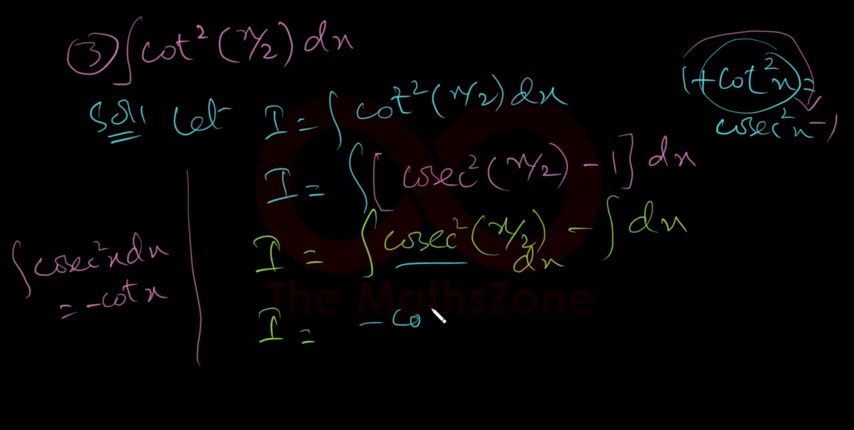 ③ ∫cot²(x/2) dx
1+cot²x =
cosec²x - 1
Sol: Let I = ∫cot²(x/2) dx
I = ∫[cosec²(x/2) - 1] dx
I = ∫cosec²(x/2) dx - ∫dx
∫cosec²x dx
= -cot x
The MathsZone
I = -co